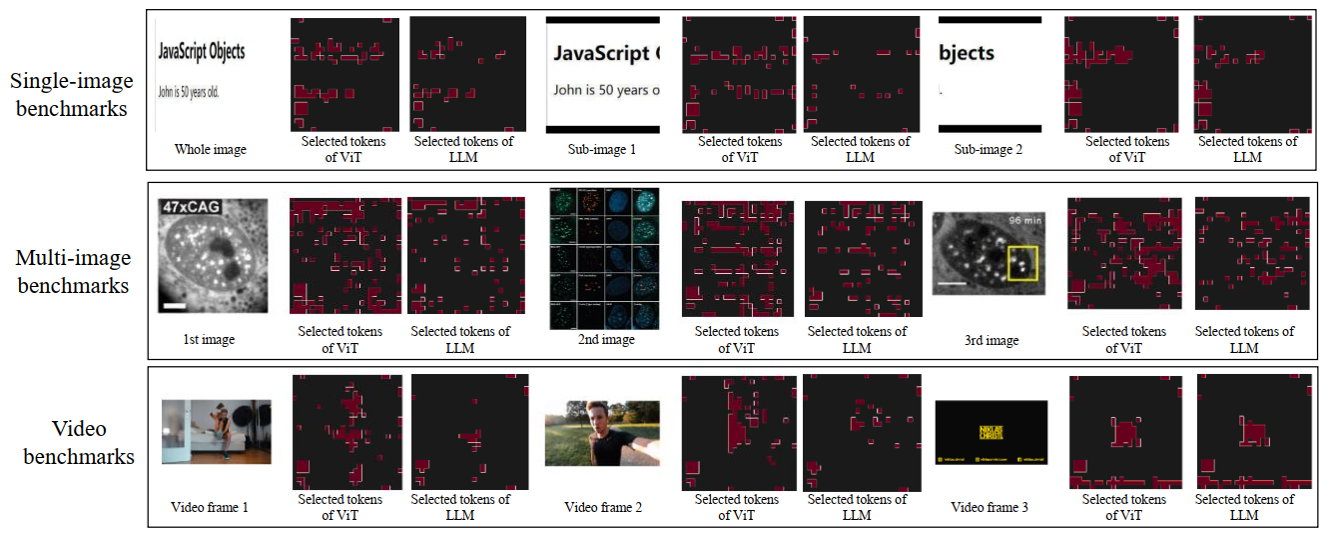 Single-image
benchmarks
JavaScript Objects
John is 50 years old.
Whole image
Selected tokens
of ViT
Selected tokens of
LLM
JavaScript O
John is 50 years o
Sub-image 1
Selected tokens
of ViT
Selected tokens of
LLM
bjects
.
Sub-image 2
Selected tokens
of ViT
Selected tokens of
LLM
Multi-image
benchmarks
47xCAG
1st image
Selected tokens
of ViT
Selected tokens of
LLM
2nd image
Selected tokens
of ViT
Selected tokens of
LLM
96 min
3rd image
Selected tokens
of ViT
Selected tokens of
LLM
Video
benchmarks
Video frame 1
Selected tokens
of ViT
Selected tokens of
LLM
Video frame 2
Selected tokens
of ViT
Selected tokens of
LLM
NIKLAS
CHRISTL
Video frame 3
Selected tokens
of ViT
Selected tokens of
LLM